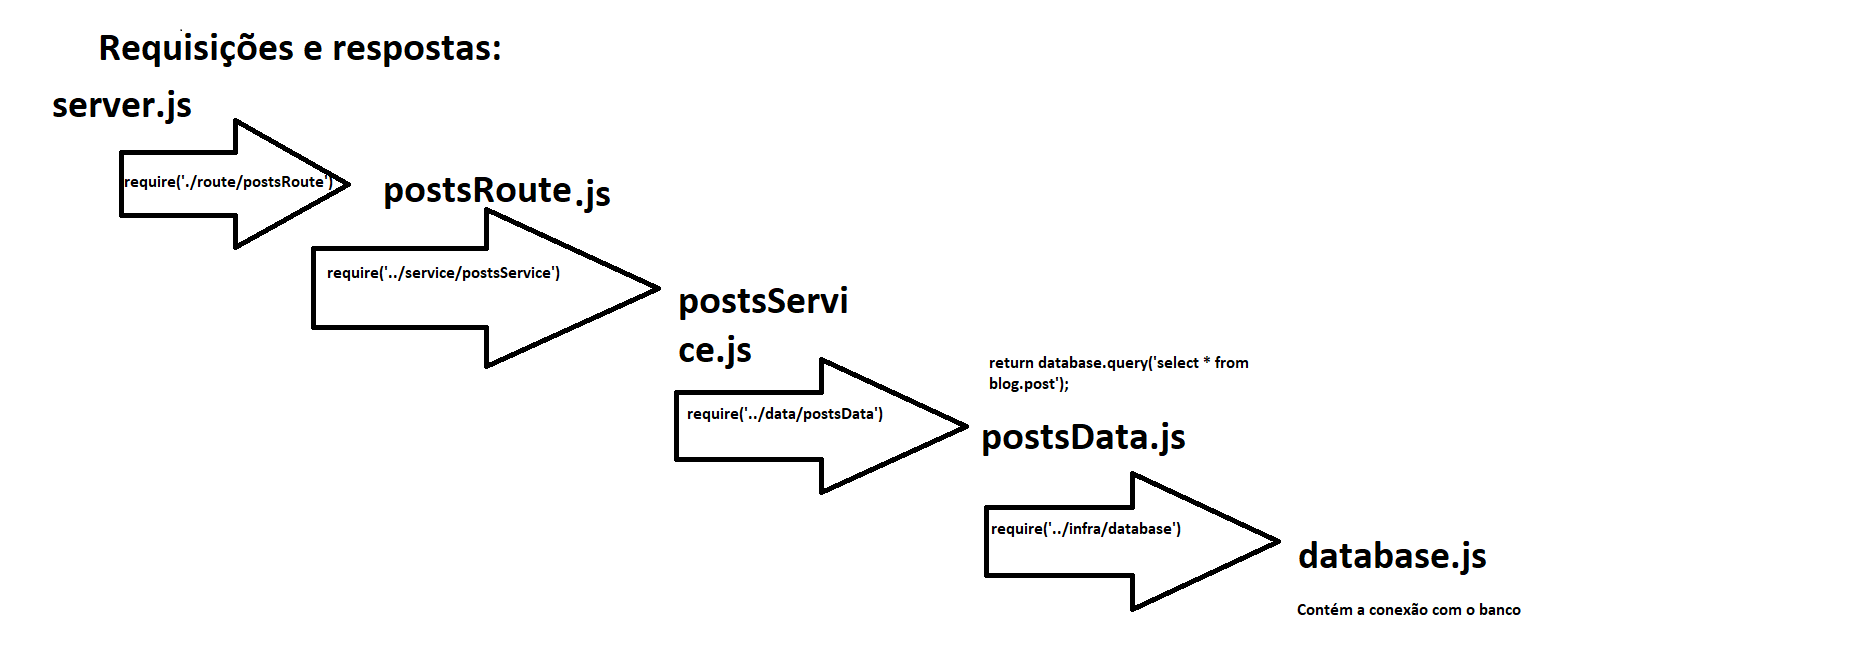 Requisições e respostas:
server.js
require('./route/postsRoute')
postsRoute.js
require('../service/postsService')
postsServi
ce.js
require('../data/postsData')
return database.query('select * from
blog.post');
postsData.js
require('../infra/database')
database.js
Contém a conexão com o banco